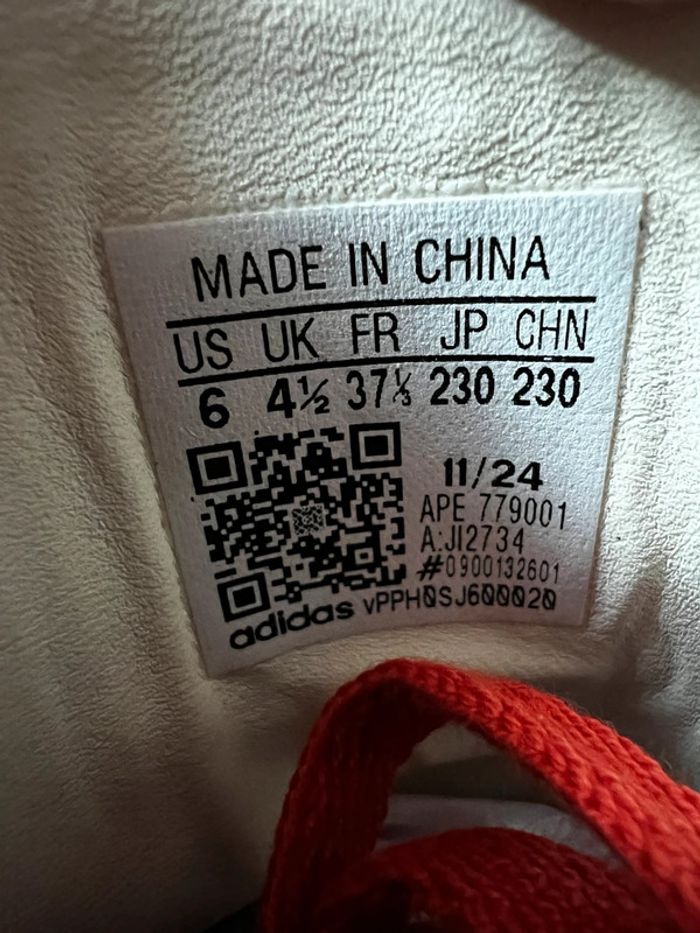 MADE IN CHINA
US UK FR JP CHN
6 4½ 37⅓ 230 230
11/24
APE 779001
A:JI2734
#0900132601
adidas vPPH0SJ600020